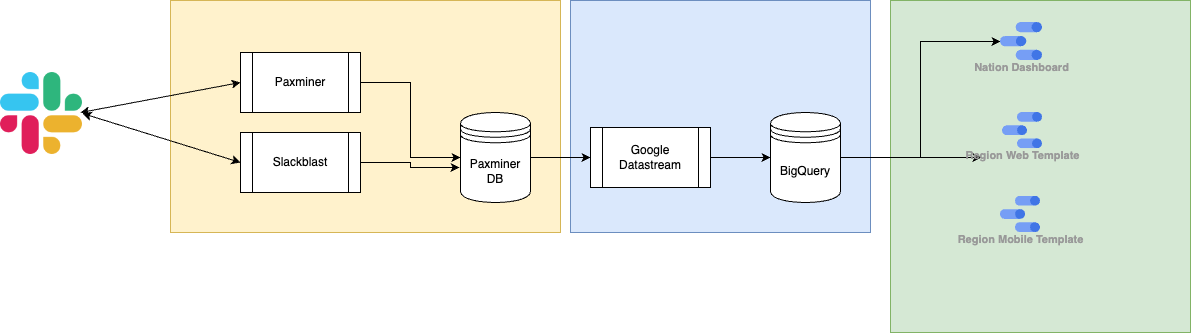 Paxminer
Slackblast
Paxminer
DB
Google
Datastream
BigQuery
Nation Dashboard
Region Web Template
Region Mobile Template